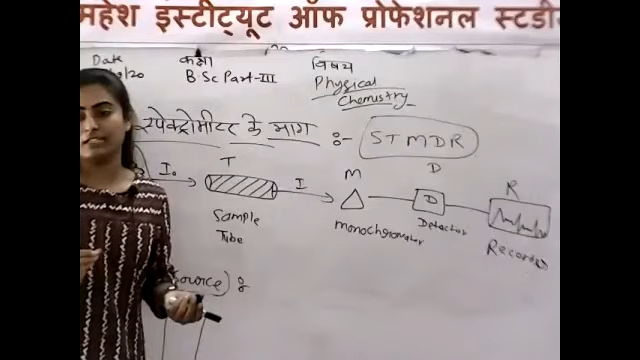 महेश इंस्टीट्यूट ऑफ प्रोफेशनल स्टडी
Date कक्षा विषय
/20 B.Sc Part-III Physical
Chemistry
स्पेक्ट्रोमीटर के भाग :- STMDR
D
I₀ T I M D R
Sample
Tube
monochromator
Detector
Recorder
Source) :